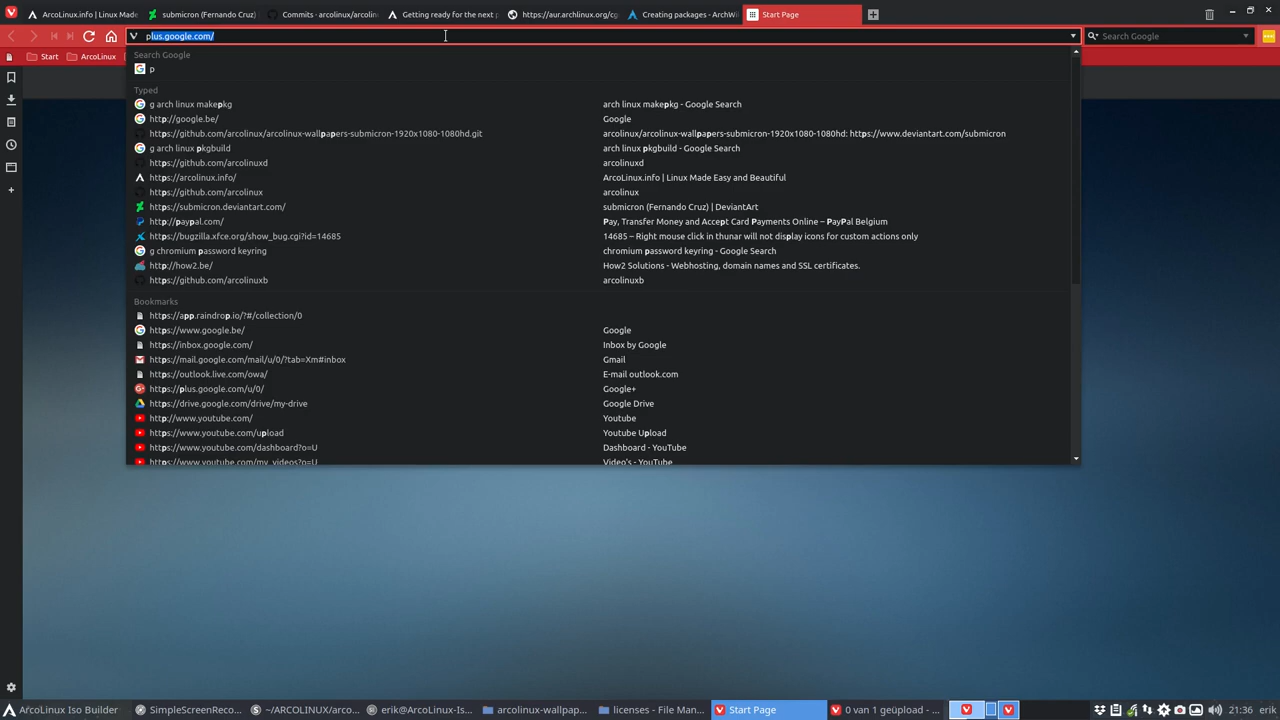 ArcoLinux.info | Linux Made
submicron (Fernando Cruz)
Commits · arcolinux/arcolin
Getting ready for the next p
https://aur.archlinux.org/cg
Creating packages - ArchWi
Start Page
plus.google.com/
Search Google
Start
ArcoLinux
Search Google
p
Typed
g arch linux makepkg arch linux makepkg - Google Search
http://google.be/ Google
https://github.com/arcolinux/arcolinux-wallpapers-submicron-1920x1080-1080hd.git arcolinux/arcolinux-wallpapers-submicron-1920x1080-1080hd: https://www.deviantart.com/submicron
g arch linux pkgbuild arch linux pkgbuild - Google Search
https://github.com/arcolinuxd arcolinuxd
https://arcolinux.info/ ArcoLinux.info | Linux Made Easy and Beautiful
https://github.com/arcolinux arcolinux
https://submicron.deviantart.com/ submicron (Fernando Cruz) | DeviantArt
http://paypal.com/ Pay, Transfer Money and Accept Card Payments Online – PayPal Belgium
https://bugzilla.xfce.org/show_bug.cgi?id=14685 14685 – Right mouse click in thunar will not display icons for custom actions only
g chromium password keyring chromium password keyring - Google Search
http://how2.be/ How2 Solutions - Webhosting, domain names and SSL certificates.
https://github.com/arcolinuxb arcolinuxb
Bookmarks
https://app.raindrop.io/?#/collection/0
https://www.google.be/ Google
https://inbox.google.com/ Inbox by Google
https://mail.google.com/mail/u/0/?tab=Xm#inbox Gmail
https://outlook.live.com/owa/ E-mail outlook.com
https://plus.google.com/u/0/ Google+
https://drive.google.com/drive/my-drive Google Drive
http://www.youtube.com/ Youtube
https://www.youtube.com/upload Youtube Upload
https://www.youtube.com/dashboard?o=U Dashboard - YouTube
https://www.youtube.com/my_videos?o=U Video's - YouTube
ArcoLinux Iso Builder
SimpleScreenReco...
~/ARCOLINUX/arco...
erik@ArcoLinux-Is...
arcolinux-wallpap...
licenses - File Man...
Start Page
0 van 1 geüpload - ...
21:36 erik